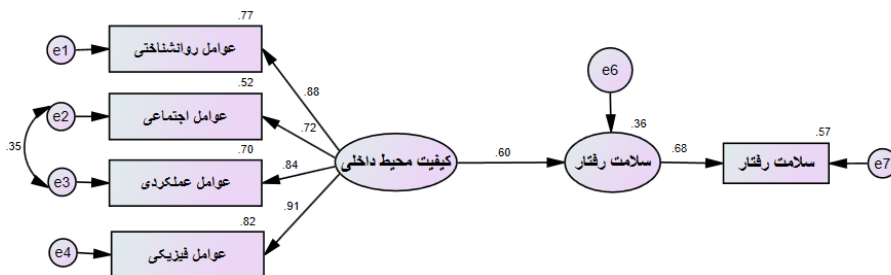 .77
e1
عوامل روانشناختی
.88
.52
e2
عوامل اجتماعی
.72
.35
.70
e3
عوامل عملکردی
.84
.91
.82
e4
عوامل فیزیکی
کیفیت محیط داخلی
.60
e6
.36
سلامت رفتار
.68
.57
سلامت رفتار
e7